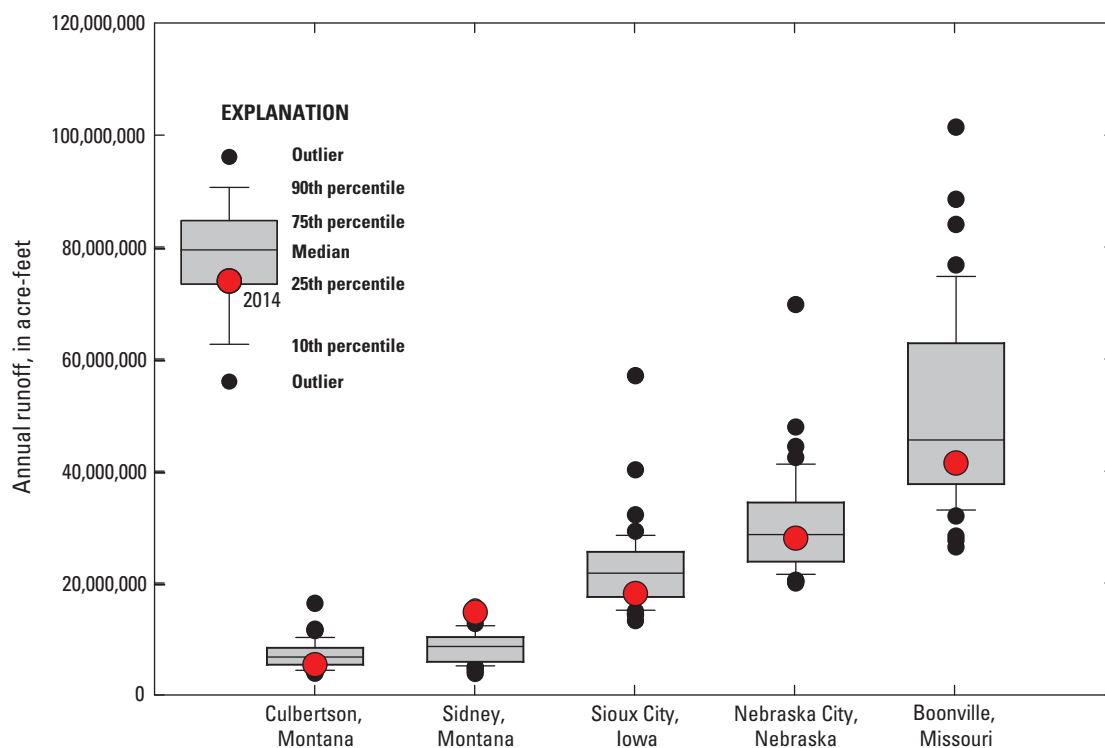 120,000,000
100,000,000
80,000,000
60,000,000
40,000,000
20,000,000
0
Annual runoff, in acre-feet
EXPLANATION
Outlier
90th percentile
75th percentile
Median
25th percentile
2014
10th percentile
Outlier
Culbertson,
Montana
Sidney,
Montana
Sioux City,
Iowa
Nebraska City,
Nebraska
Boonville,
Missouri